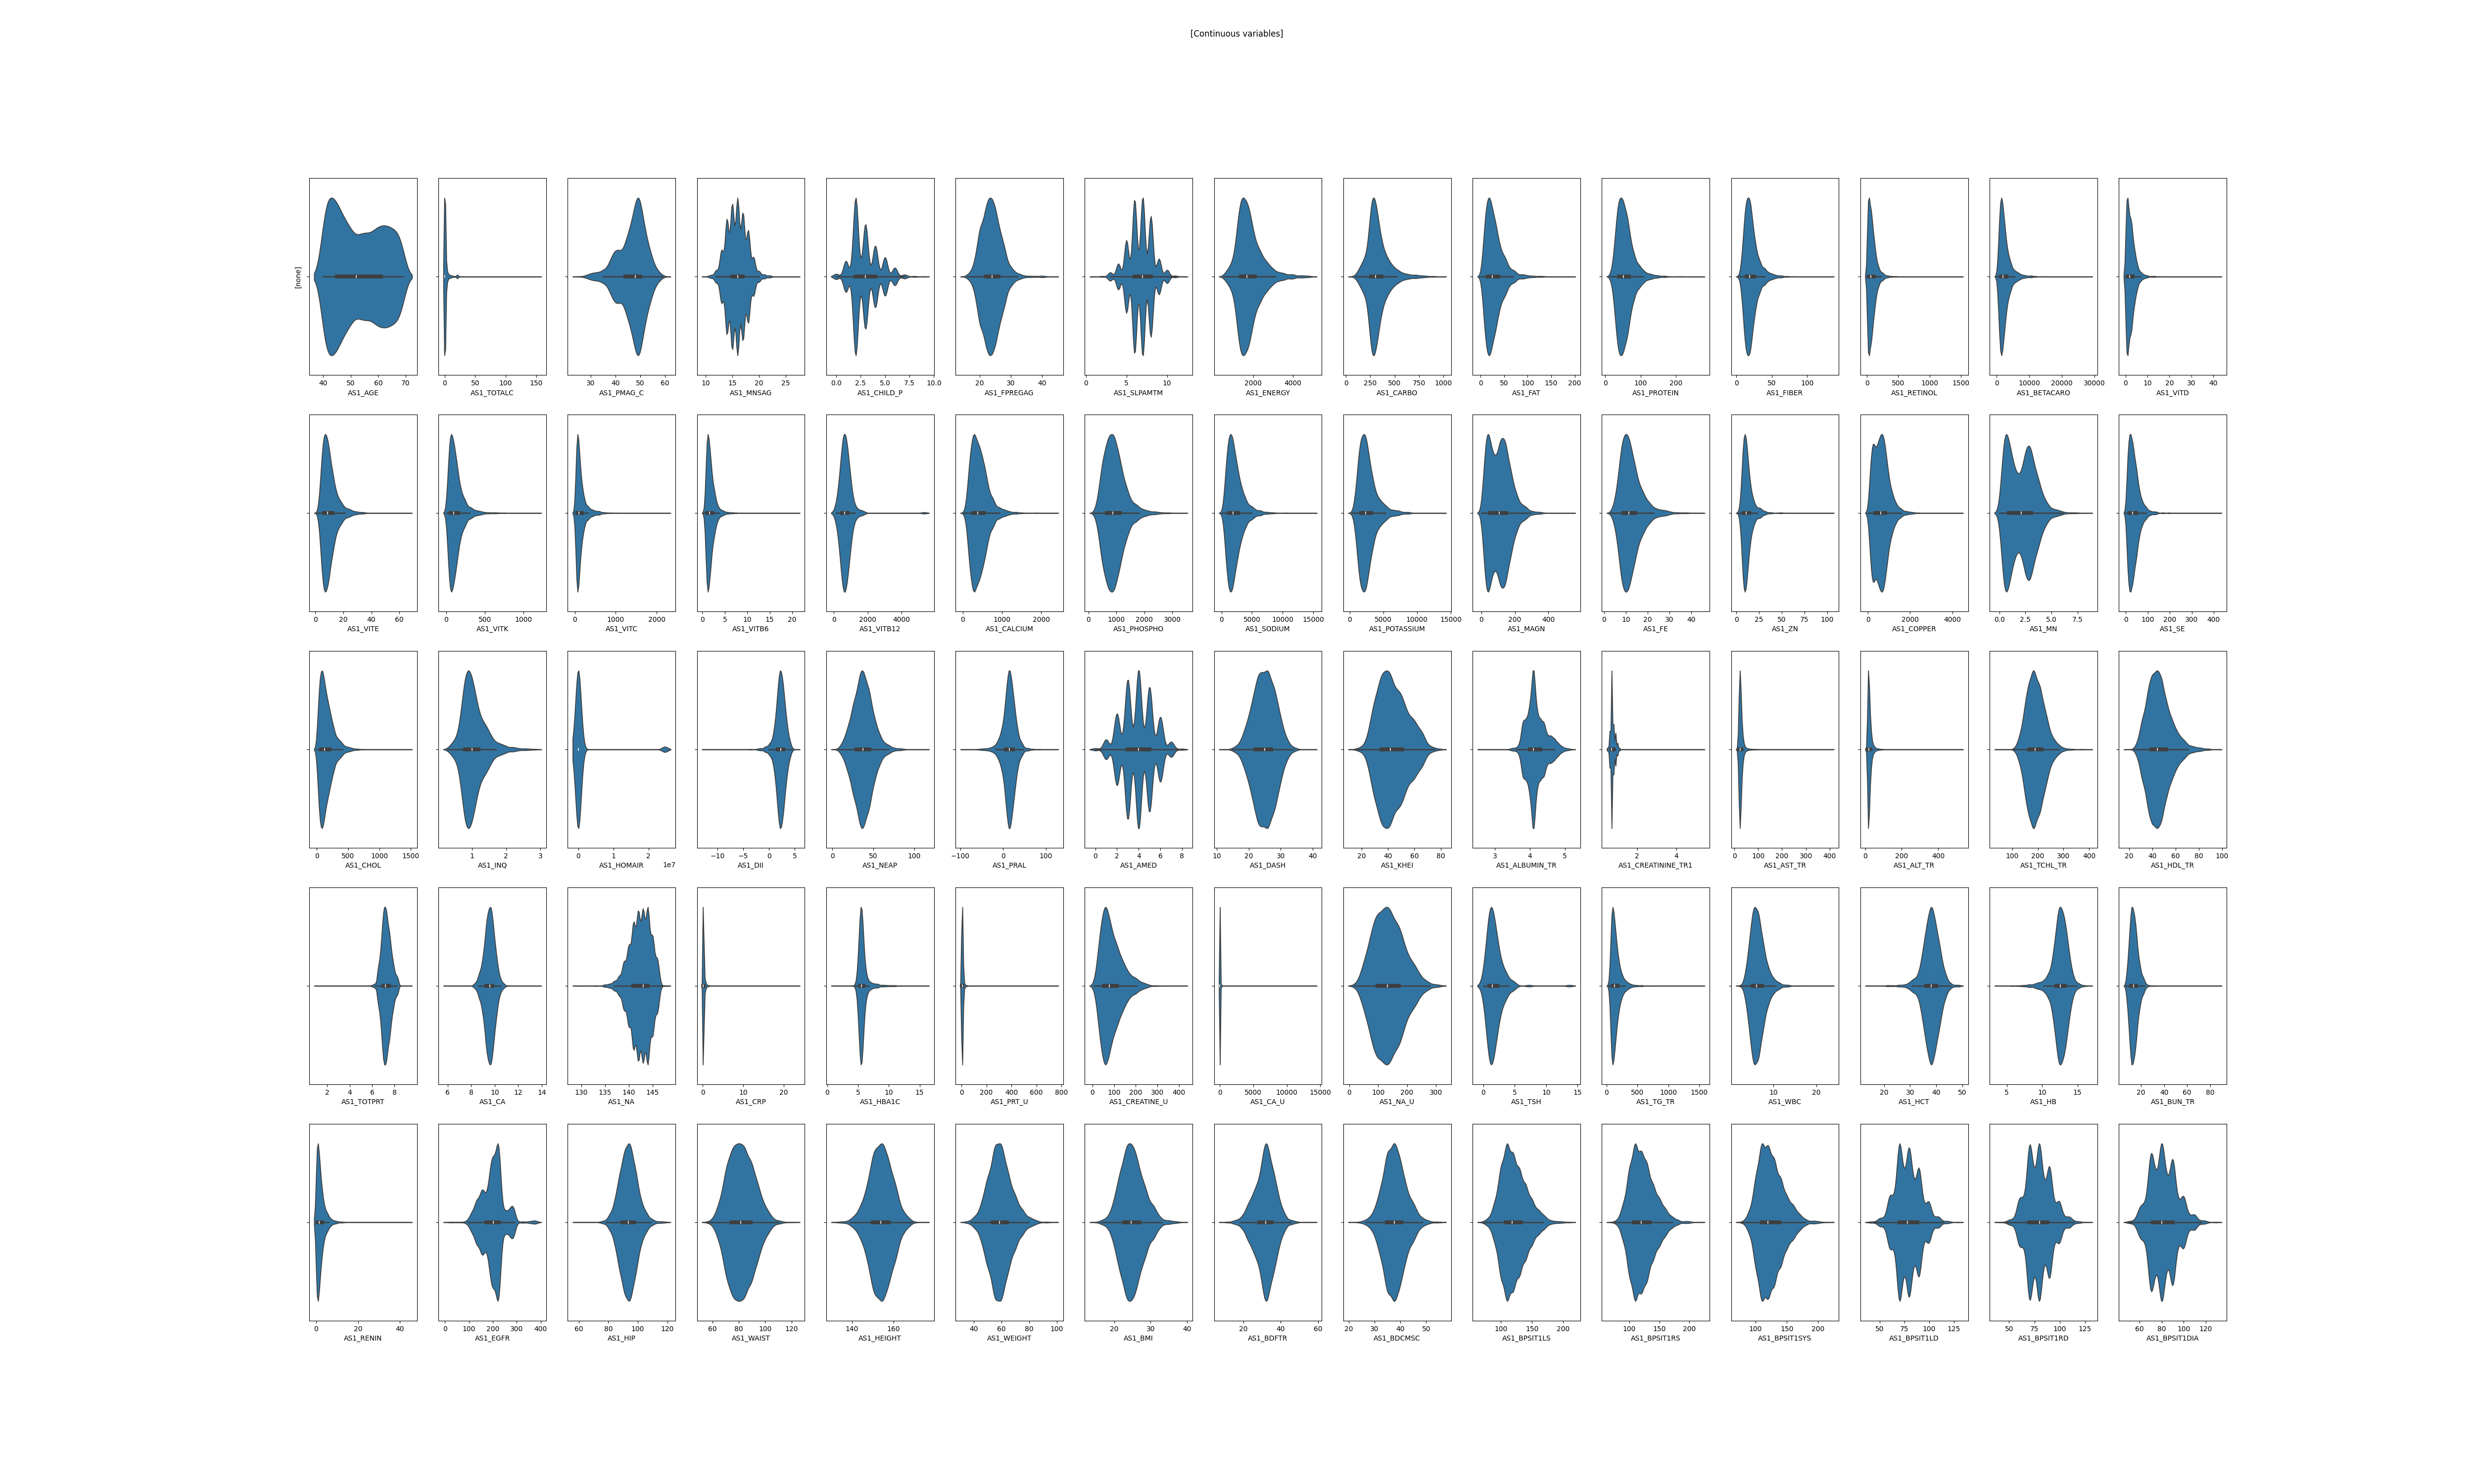 [Continuous variables]
[none]
40 50 60 70
0 50 100 150
30 40 50 60
10 15 20 25
0.0 2.5 5.0 7.5 10.0
20 30 40
0 5 10
2000 4000
0 250 500 750 1000
0 50 100 150 200
0 100 200
0 50 100
0 500 1000 1500
0 10000 20000 30000
0 10 20 30 40
AS1_AGE AS1_TOTALC AS1_PMAG_C AS1_MNSAG AS1_CHILD_P AS1_FPREGAG AS1_SLPAMTM AS1_ENERGY AS1_CARBO AS1_FAT AS1_PROTEIN AS1_FIBER AS1_RETINOL AS1_BETACARO AS1_VITD
0 20 40 60
0 500 1000
0 1000 2000
0 5 10 15 20
0 2000 4000
0 1000 2000
0 1000 2000 3000
0 5000 10000 15000
0 5000 10000 15000
0 200 400
0 10 20 30 40
0 25 50 75 100
0 2000 4000
0.0 2.5 5.0 7.5
0 100 200 300 400
AS1_VITE AS1_VITK AS1_VITC AS1_VITB6 AS1_VITB12 AS1_CALCIUM AS1_PHOSPHO AS1_SODIUM AS1_POTASSIUM AS1_MAGN AS1_FE AS1_ZN AS1_COPPER AS1_MN AS1_SE
0 500 1000 1500
1 2 3
0 1 2
1e7
−10 −5 0 5
0 50 100
−100 0 100
0 2 4 6 8
10 20 30 40
20 40 60 80
3 4 5
2 4
0 100 200 300 400
0 200 400
100 200 300 400
20 40 60 80 100
AS1_CHOL AS1_INQ AS1_HOMAIR AS1_DII AS1_NEAP AS1_PRAL AS1_AMED AS1_DASH AS1_KHEI AS1_ALBUMIN_TR AS1_CREATININE_TR1 AS1_AST_TR AS1_ALT_TR AS1_TCHL_TR AS1_HDL_TR
2 4 6 8
6 8 10 12 14
130 135 140 145
0 10 20
0 5 10 15
0 200 400 600 800
0 100 200 300 400
0 5000 10000 15000
0 100 200 300
0 5 10 15
0 500 1000 1500
10 20
20 30 40 50
5 10 15
20 40 60 80
AS1_TOTPRT AS1_CA AS1_NA AS1_CRP AS1_HBA1C AS1_PRT_U AS1_CREATINE_U AS1_CA_U AS1_NA_U AS1_TSH AS1_TG_TR AS1_WBC AS1_HCT AS1_HB AS1_BUN_TR
0 20 40
0 100 200 300 400
60 80 100 120
60 80 100 120
140 160
40 60 80 100
20 30 40
20 40 60
20 30 40 50
100 150 200
100 150 200
100 150 200
50 75 100 125
50 75 100 125
60 80 100 120
AS1_RENIN AS1_EGFR AS1_HIP AS1_WAIST AS1_HEIGHT AS1_WEIGHT AS1_BMI AS1_BDFTR AS1_BDCMSC AS1_BPSIT1LS AS1_BPSIT1RS AS1_BPSIT1SYS AS1_BPSIT1LD AS1_BPSIT1RD AS1_BPSIT1DIA